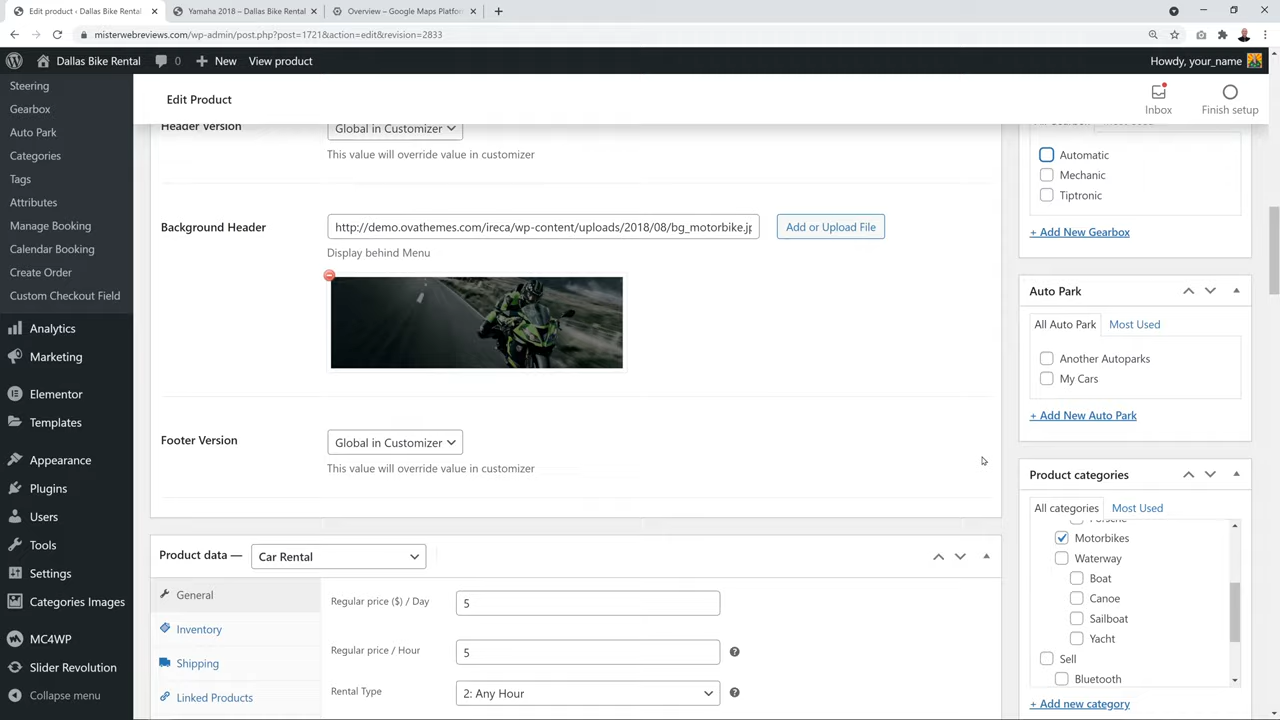 Edit product ‹ Dallas Bike Rental
Yamaha 2018 – Dallas Bike Rental
Overview – Google Maps Platfo
misterwebreviews.com/wp-admin/post.php?post=1721&action=edit&revision=2833
Dallas Bike Rental
0
New
View product
Howdy, your_name
Steering
Gearbox
Auto Park
Categories
Tags
Attributes
Manage Booking
Calendar Booking
Create Order
Custom Checkout Field
Analytics
Marketing
Elementor
Templates
Appearance
Plugins
Users
Tools
Settings
Categories Images
MC4WP
Slider Revolution
Collapse menu
Edit Product
Inbox
Finish setup
Header Version
Global in Customizer
This value will override value in customizer
Background Header
http://demo.ovathemes.com/ireca/wp-content/uploads/2018/08/bg_motorbike.jp
Add or Upload File
Display behind Menu
Footer Version
Global in Customizer
This value will override value in customizer
Product data —
Car Rental
General
Inventory
Shipping
Linked Products
Regular price ($) / Day
5
Regular price / Hour
5
Rental Type
2: Any Hour
Automatic
Mechanic
Tiptronic
+ Add New Gearbox
Auto Park
All Auto Park
Most Used
Another Autoparks
My Cars
+ Add New Auto Park
Product categories
All categories
Most Used
Porsche
Motorbikes
Waterway
Boat
Canoe
Sailboat
Yacht
Sell
Bluetooth
+ Add new category